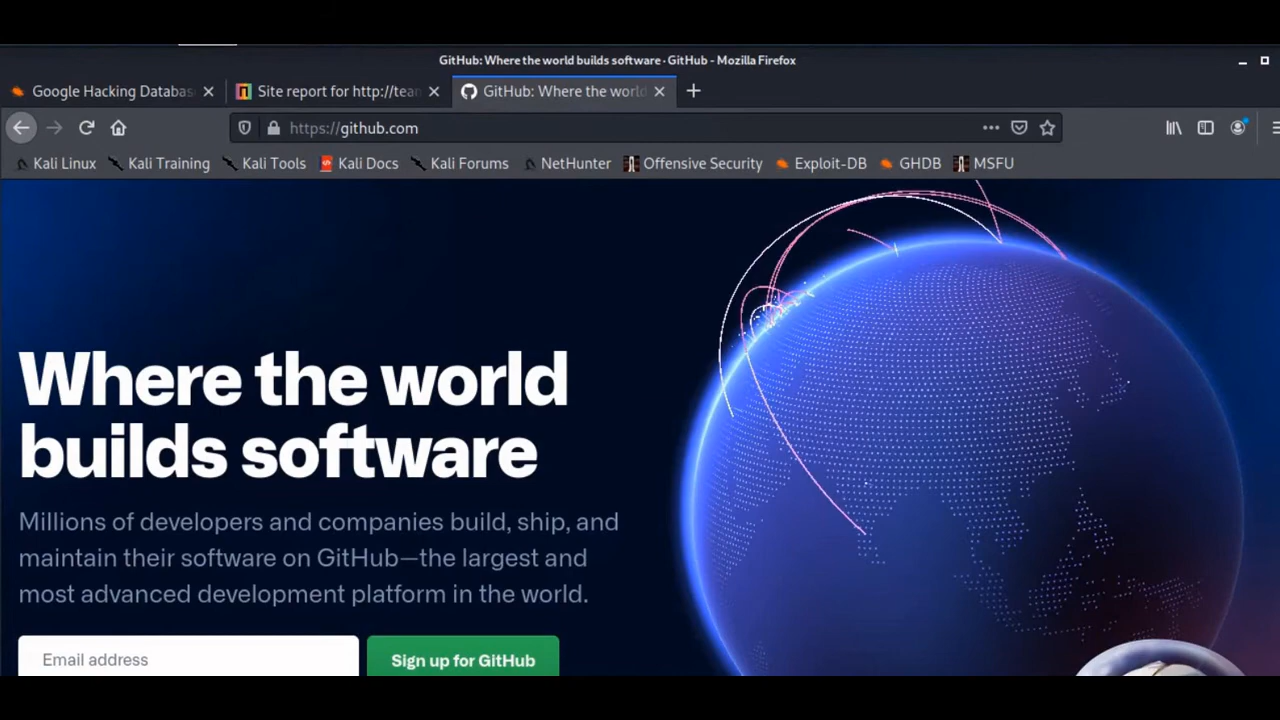 GitHub: Where the world builds software · GitHub - Mozilla Firefox
Google Hacking Databas
Site report for http://tean
GitHub: Where the world
https://github.com
Kali Linux
Kali Training
Kali Tools
Kali Docs
Kali Forums
NetHunter
Offensive Security
Exploit-DB
GHDB
MSFU
Where the world
builds software
Millions of developers and companies build, ship, and
maintain their software on GitHub—the largest and
most advanced development platform in the world.
Email address
Sign up for GitHub